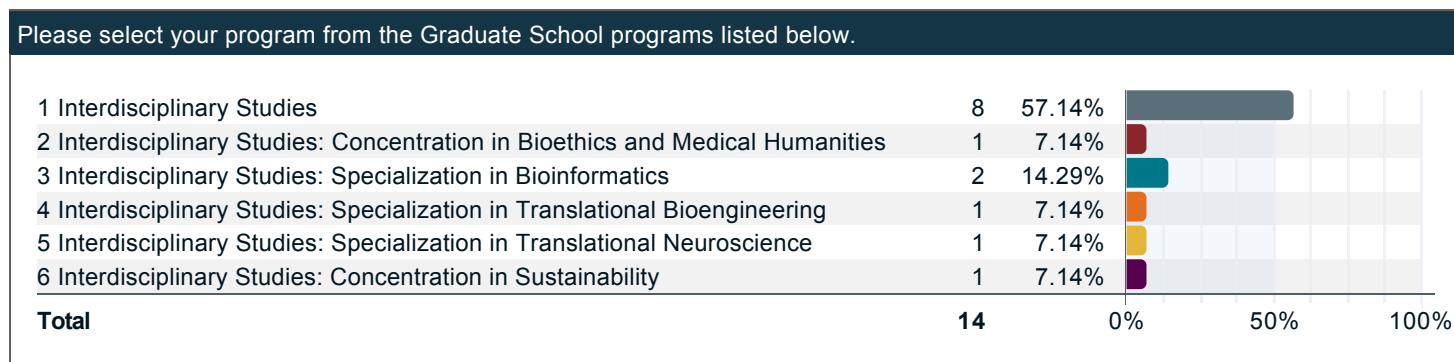 Please select your program from the Graduate School programs listed below.
1 Interdisciplinary Studies 8 57.14%
2 Interdisciplinary Studies: Concentration in Bioethics and Medical Humanities 1 7.14%
3 Interdisciplinary Studies: Specialization in Bioinformatics 2 14.29%
4 Interdisciplinary Studies: Specialization in Translational Bioengineering 1 7.14%
5 Interdisciplinary Studies: Specialization in Translational Neuroscience 1 7.14%
6 Interdisciplinary Studies: Concentration in Sustainability 1 7.14%
Total 14 0% 50% 100%